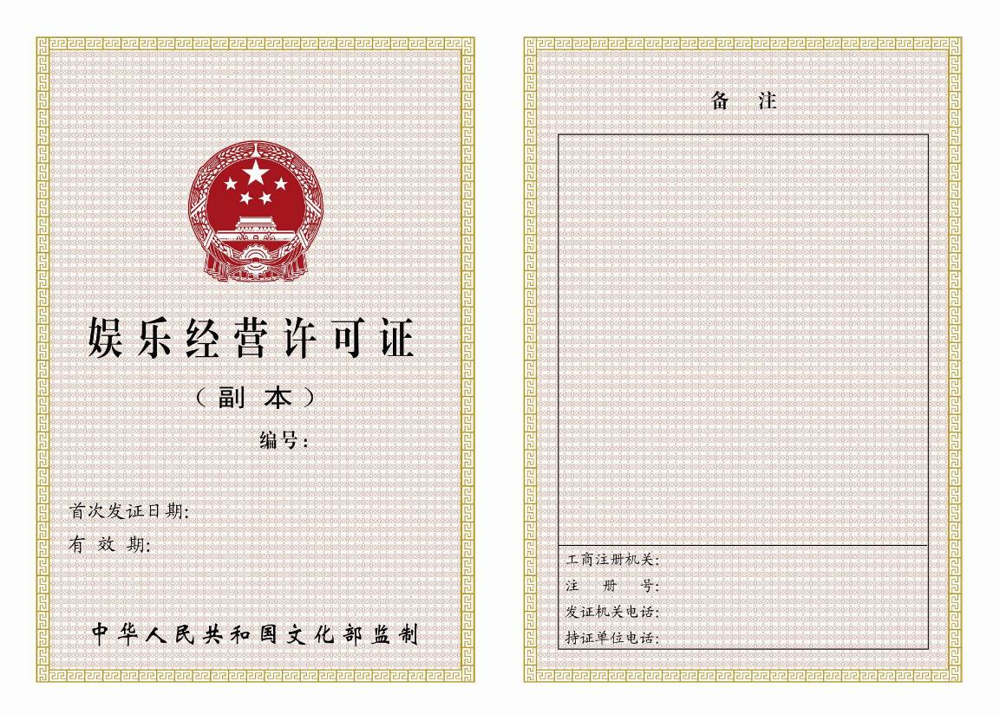 娱乐经营许可证
（副 本）
编号：
首次发证日期：
有 效 期：
中华人民共和国文化部监制
备 注
工商注册机关：
注 册 号：
发证机关电话：
持证单位电话：